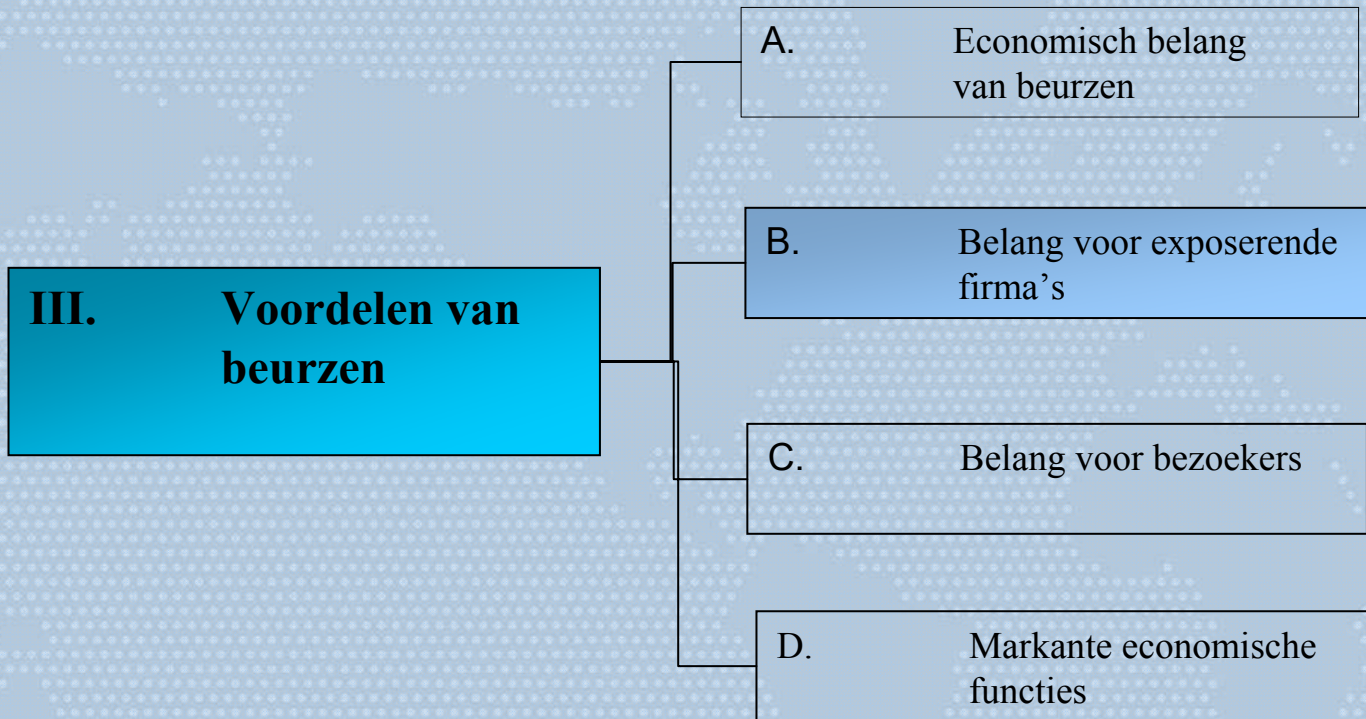 III. Voordelen van
beurzen
A. Economisch belang
van beurzen
B. Belang voor exposerende
firma’s
C. Belang voor bezoekers
D. Markante economische
functies